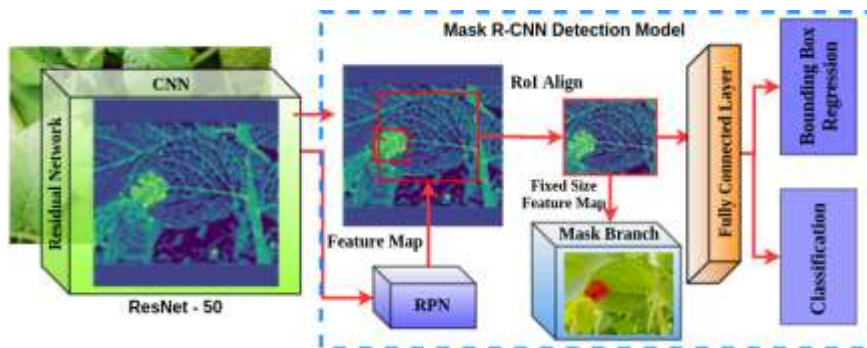 Mask R-CNN Detection Model
CNN
Residual Network
ResNet - 50
RoI Align
Feature Map
RPN
Fixed Size
Feature Map
Mask Branch
Fully Connected Layer
Bounding Box
Regression
Classification